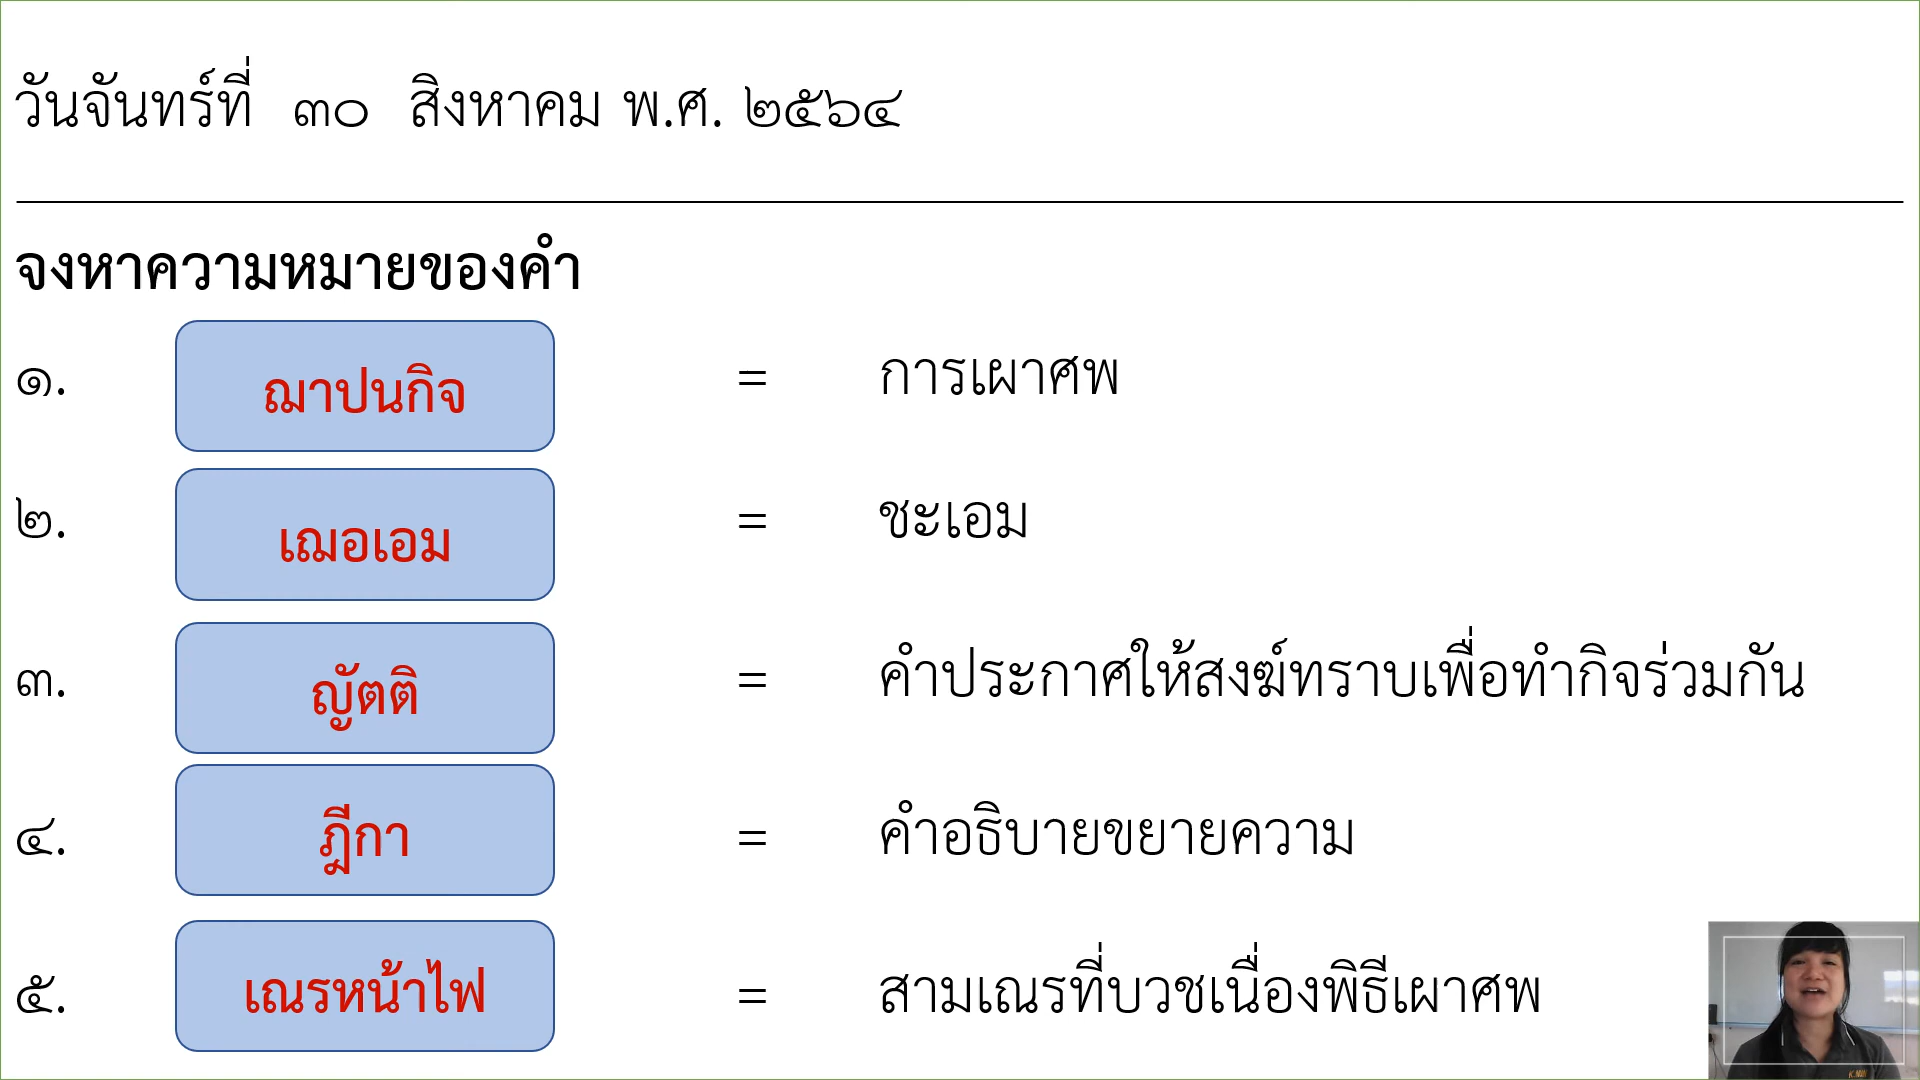 วันจันทร์ที่ ๓๐ สิงหาคม พ.ศ. ๒๕๖๔
จงหาความหมายของคำ
๑. ฌาปนกิจ = การเผาศพ
๒. เฌอเอม = ชะเอม
๓. ญัตติ = คำประกาศให้สงฆ์ทราบเพื่อทำกิจร่วมกัน
๔. ฎีกา = คำอธิบายขยายความ
๕. เณรหน้าไฟ = สามเณรที่บวชเนื่องพิธีเผาศพ